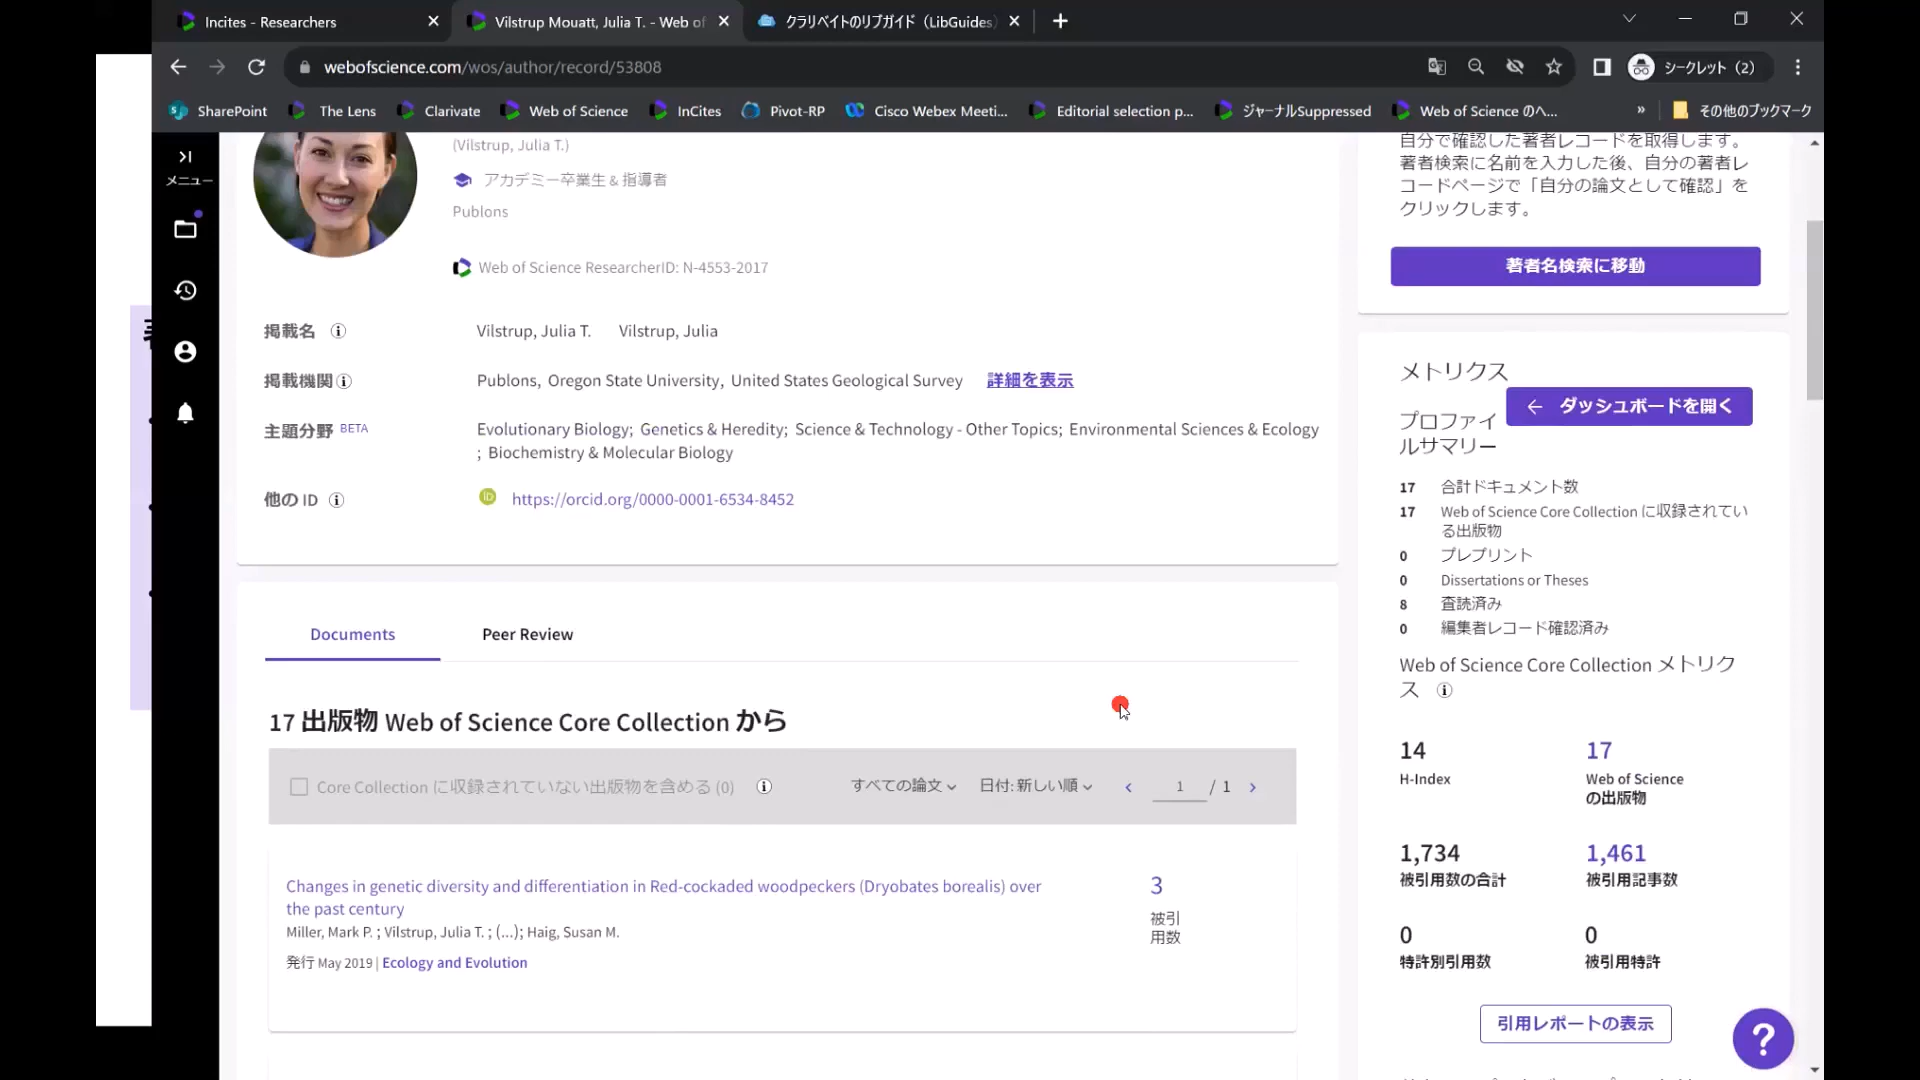 Incites - Researchers
Vilstrup Mouatt, Julia T. - Web of
クラリベイトのリブガイド（LibGuides）
webofscience.com/wos/author/record/53808
シークレット (2)
SharePoint
The Lens
Clarivate
Web of Science
InCites
Pivot-RP
Cisco Webex Meeti...
Editorial selection p...
ジャーナルSuppressed
Web of Science のヘ...
»
その他のブックマーク
メニュー
(Vilstrup, Julia T.)
アカデミー卒業生 & 指導者
Publons
Web of Science ResearcherID: N-4553-2017
掲載名
Vilstrup, Julia T. Vilstrup, Julia
掲載機関
Publons, Oregon State University, United States Geological Survey 詳細を表示
主題分野 BETA
Evolutionary Biology; Genetics & Heredity; Science & Technology - Other Topics; Environmental Sciences & Ecology
; Biochemistry & Molecular Biology
他の ID
iD https://orcid.org/0000-0001-6534-8452
Documents
Peer Review
17 出版物 Web of Science Core Collection から
Core Collection に収録されていない出版物を含める (0)
すべての論文
日付: 新しい順
1 / 1
Changes in genetic diversity and differentiation in Red-cockaded woodpeckers (Dryobates borealis) over
the past century
Miller, Mark P. ; Vilstrup, Julia T. ; (...); Haig, Susan M.
発行 May 2019 | Ecology and Evolution
3
被引
用数
自分で確認した著者レコードを取得します。
著者検索に名前を入力した後、自分の著者レ
コードページで「自分の論文として確認」を
クリックします。
著者名検索に移動
メトリクス
ダッシュボードを開く
プロファイ
ルサマリー
17 合計ドキュメント数
17 Web of Science Core Collection に収録されてい
る出版物
0 プレプリント
0 Dissertations or Theses
8 査読済み
0 編集者レコード確認済み
Web of Science Core Collection メトリク
ス
14
H-Index
17
Web of Science
の出版物
1,734
被引用数の合計
1,461
被引用記事数
0
特許別引用数
0
被引用特許
引用レポートの表示
?